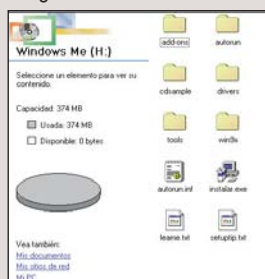 Windows Me (H:)
Seleccione un elemento para ver su
contenido.
Capacidad: 374 MB
Usada: 374 MB
Disponible: 0 bytes
Vea también:
Mis documentos
Mis sitios de red
Mi PC
add-ons
autorun
cdsample
drivers
tools
win9x
autorun.inf
instalar.exe
leame.txt
setuptip.txt